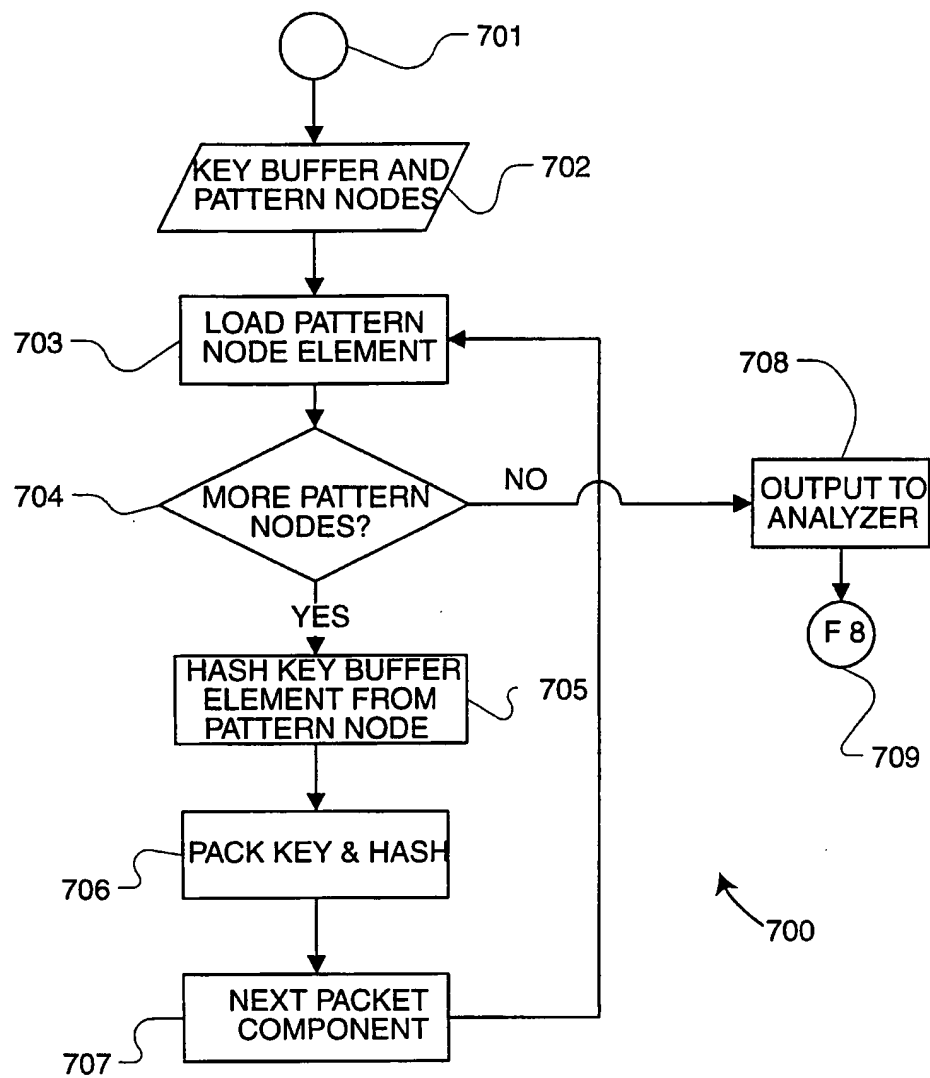 701
KEY BUFFER AND
PATTERN NODES
702
LOAD PATTERN
NODE ELEMENT
703
708
704
MORE PATTERN
NODES?
NO
OUTPUT TO
ANALYZER
YES
F 8
HASH KEY BUFFER
ELEMENT FROM
PATTERN NODE
705
709
PACK KEY & HASH
706
700
NEXT PACKET
COMPONENT
707